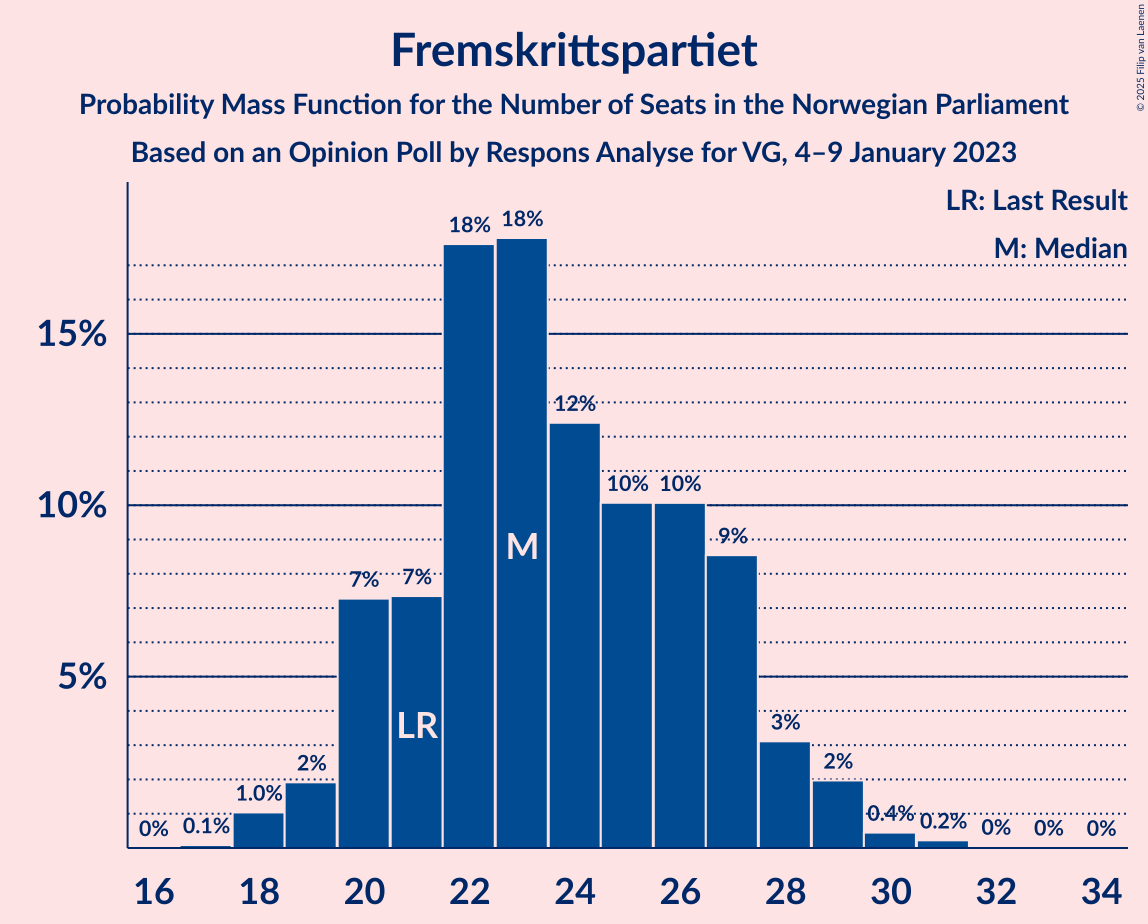 Fremskrittspartiet
Probability Mass Function for the Number of Seats in the Norwegian Parliament
Based on an Opinion Poll by Respons Analyse for VG, 4–9 January 2023
© 2025 Filip van Laenen
LR: Last Result
M: Median
15%
10%
5%
0% 0.1% 1.0% 2% 7% 7% 18% 18% 12% 10% 10% 9% 3% 2% 0.4% 0.2% 0% 0% 0%
LR
M
16 18 20 22 24 26 28 30 32 34